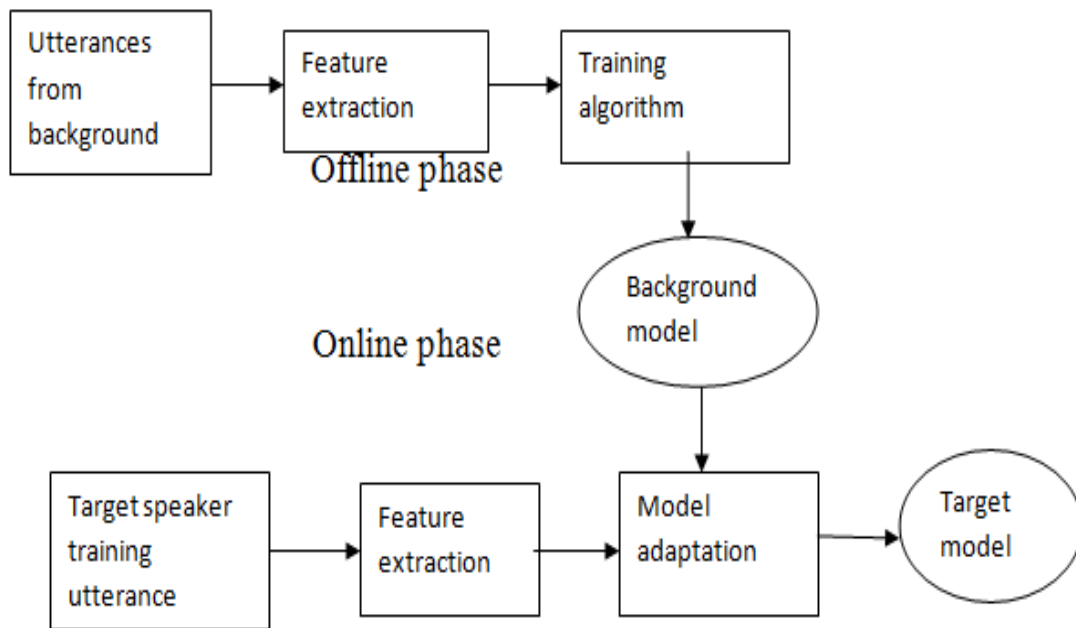 Utterances
from
background
Feature
extraction
Training
algorithm
Offline phase
Background
model
Online phase
Target speaker
training
utterance
Feature
extraction
Model
adaptation
Target
model